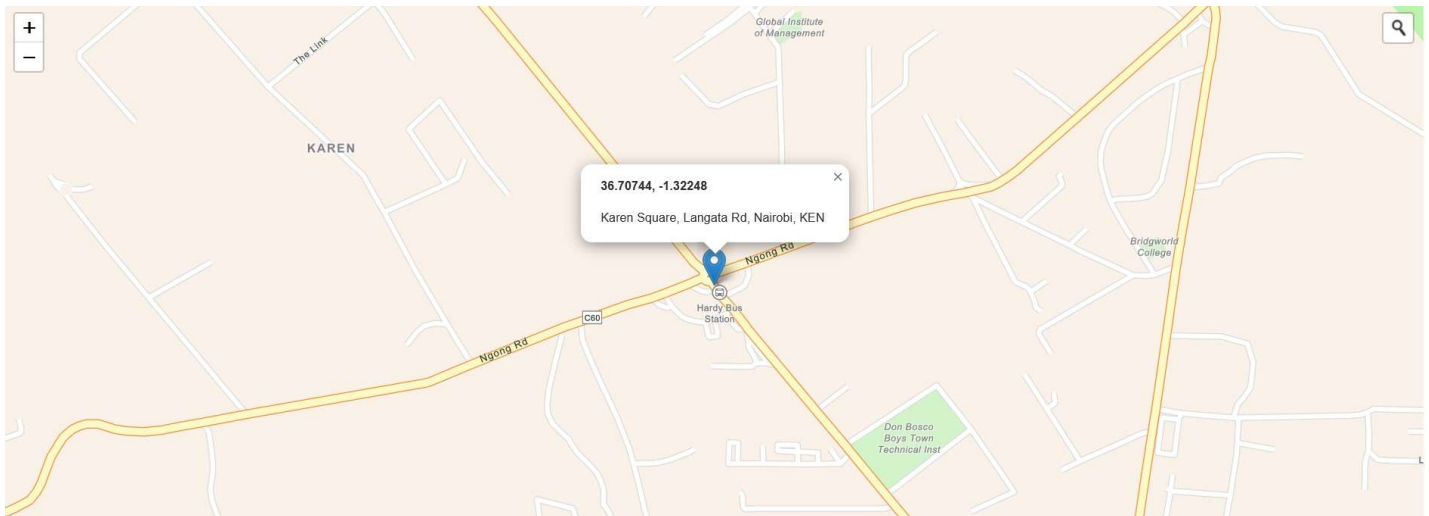 +
−
The Link
Global Institute
of Management
KAREN
36.70744, -1.32248
×
Karen Square, Langata Rd, Nairobi, KEN
Ngong Rd
Bridgworld
College
Hardy Bus
Station
C60
Ngong Rd
Don Bosco
Boys Town
Technical Inst
L